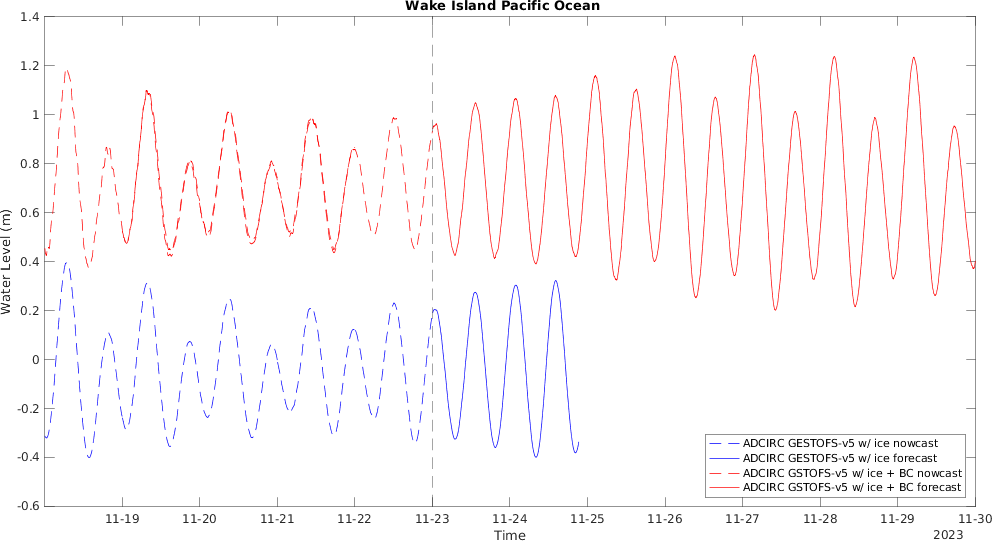 Wake Island Pacific Ocean
1.4
1.2
1
0.8
0.6
0.4
0.2
0
-0.2
-0.4
-0.6
Water Level (m)
ADCIRC GESTOFS-v5 w/ ice nowcast
ADCIRC GESTOFS-v5 w/ ice forecast
ADCIRC GSTOFS-v5 w/ ice + BC nowcast
ADCIRC GSTOFS-v5 w/ ice + BC forecast
11-19 11-20 11-21 11-22 11-23 11-24 11-25 11-26 11-27 11-28 11-29 11-30
Time
2023